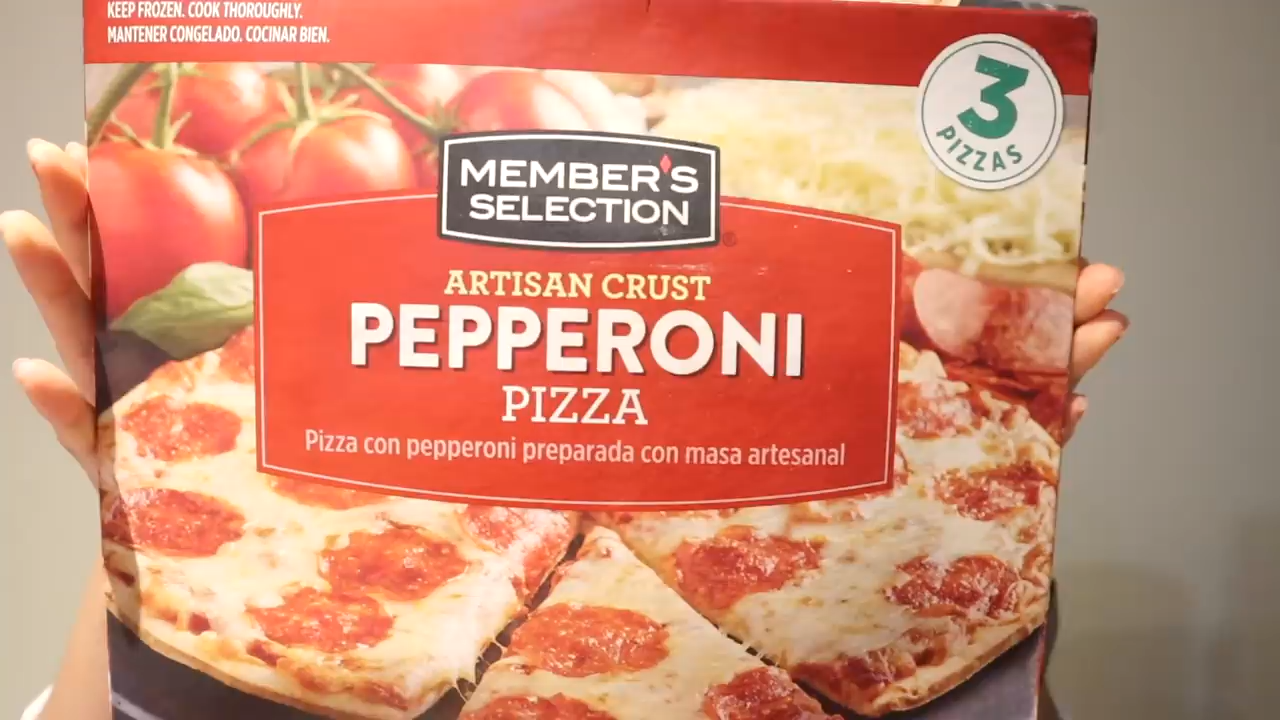 KEEP FROZEN. COOK THOROUGHLY.
MANTENER CONGELADO. COCINAR BIEN.
3
PIZZAS
MEMBER'S
SELECTION®
ARTISAN CRUST
PEPPERONI
PIZZA
Pizza con pepperoni preparada con masa artesanal